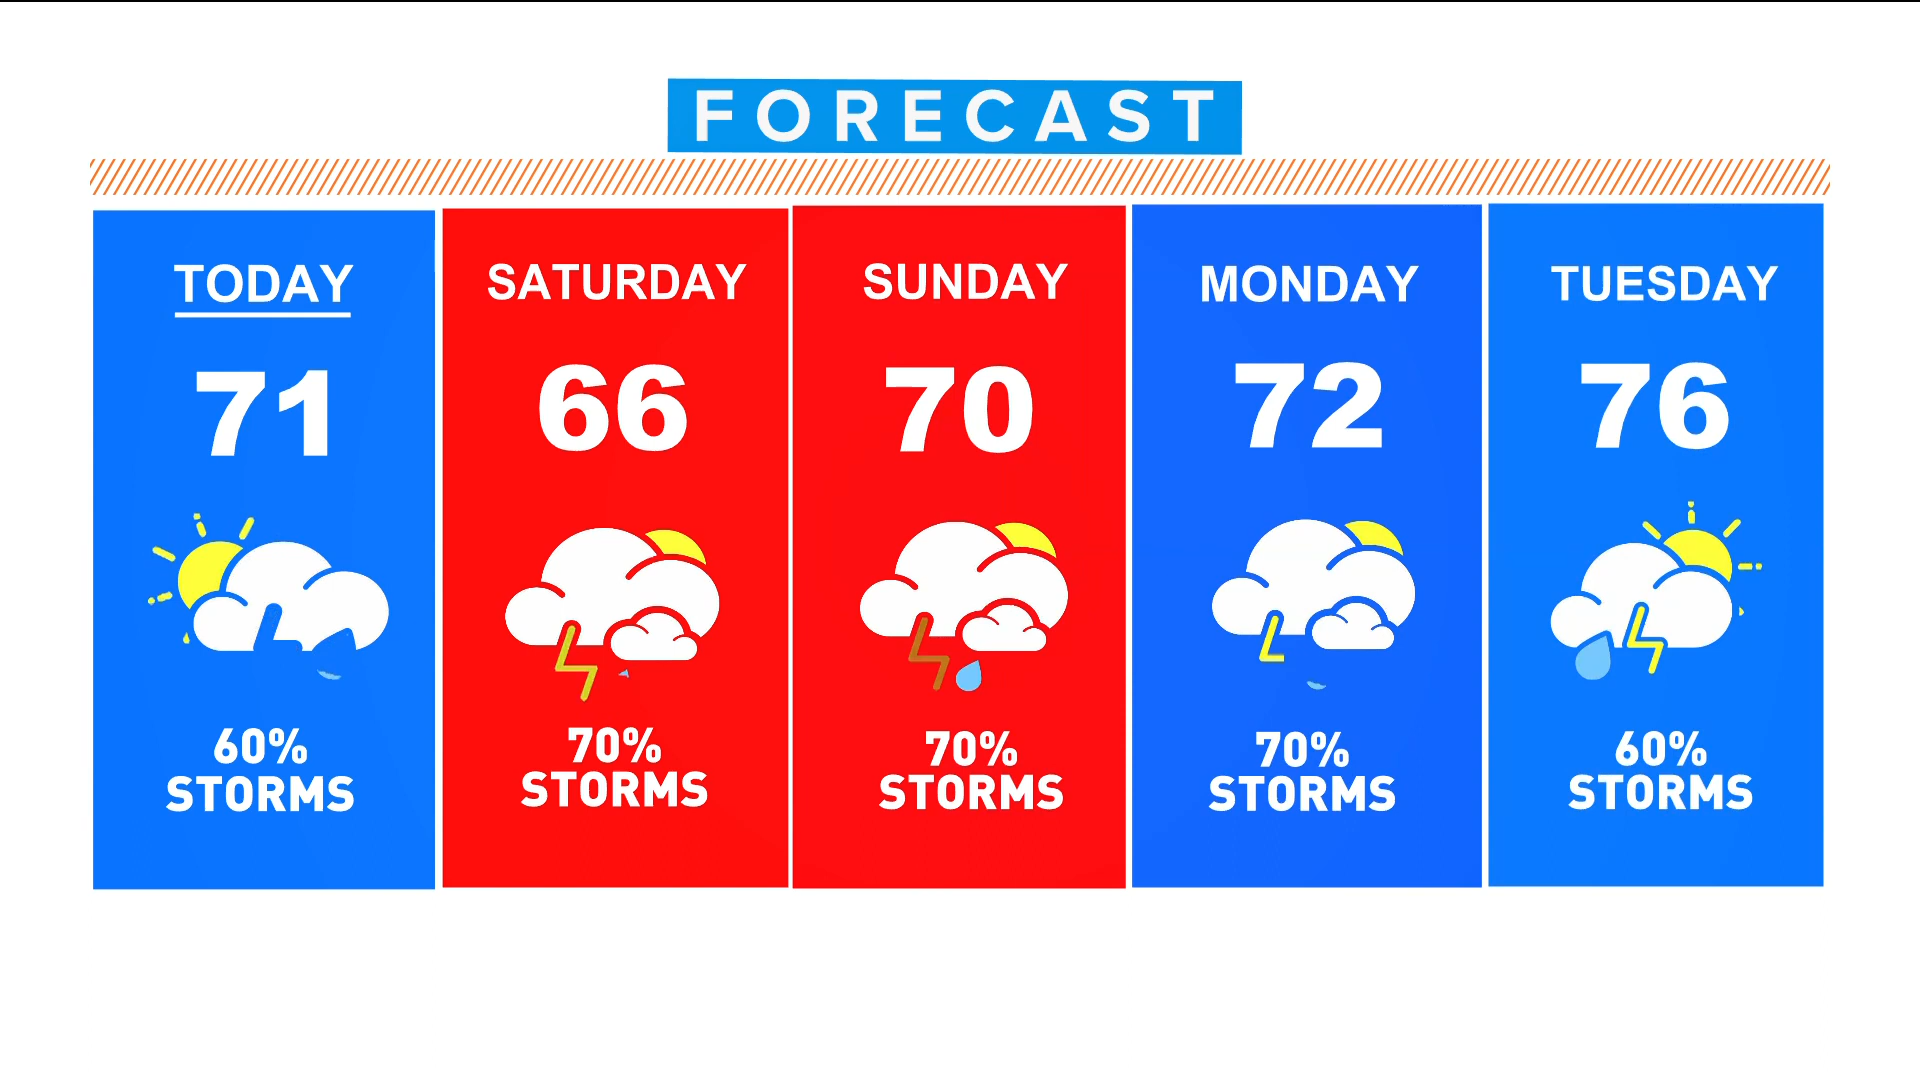 FORECAST
TODAY
71
60%
STORMS
SATURDAY
66
70%
STORMS
SUNDAY
70
70%
STORMS
MONDAY
72
70%
STORMS
TUESDAY
76
60%
STORMS